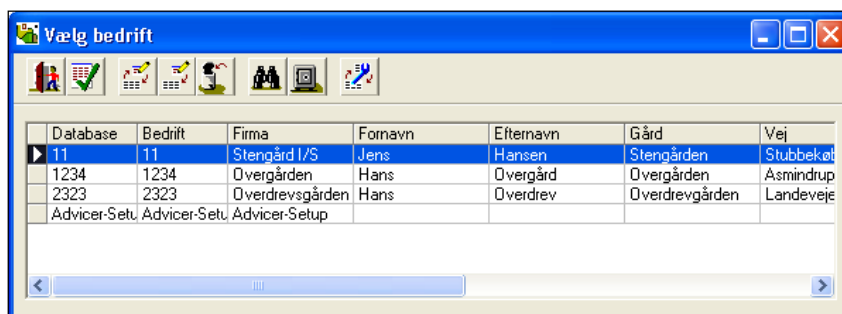 Vælg bedrift
Database Bedrift Firma Fornavn Efternavn Gård Vej
11 11 Stengård I/S Jens Hansen Stengården Stubbekøb
1234 1234 Overgården Hans Overgård Overgården Asmindrup
2323 2323 Overdrevsgården Hans Overdrev Overdrevgården Landeveje
Advicer-Setu Advicer-Setu Advicer-Setup